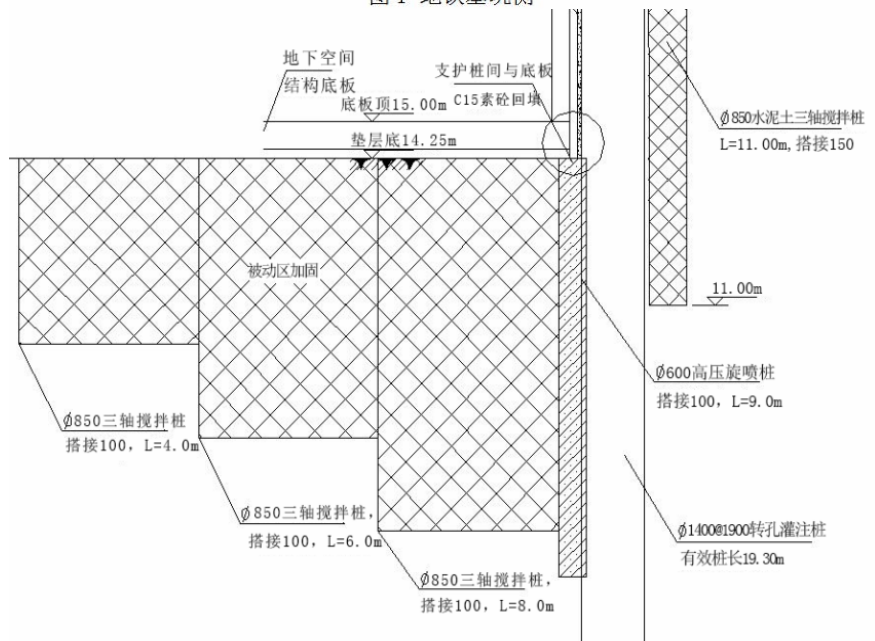 地下空间
结构底板
底板顶15.00m
垫层底14.25m
支护桩间与底板
C15素砼回填
Ø850水泥土三轴搅拌桩
L=11.00m,搭接150
被动区加固
11.00m
Ø600高压旋喷桩
搭接100, L=9.0m
Ø850三轴搅拌桩
搭接100, L=4.0m
Ø850三轴搅拌桩,
搭接100, L=6.0m
Ø1400@1900转孔灌注桩
有效桩长19.30m
Ø850三轴搅拌桩,
搭接100, L=8.0m